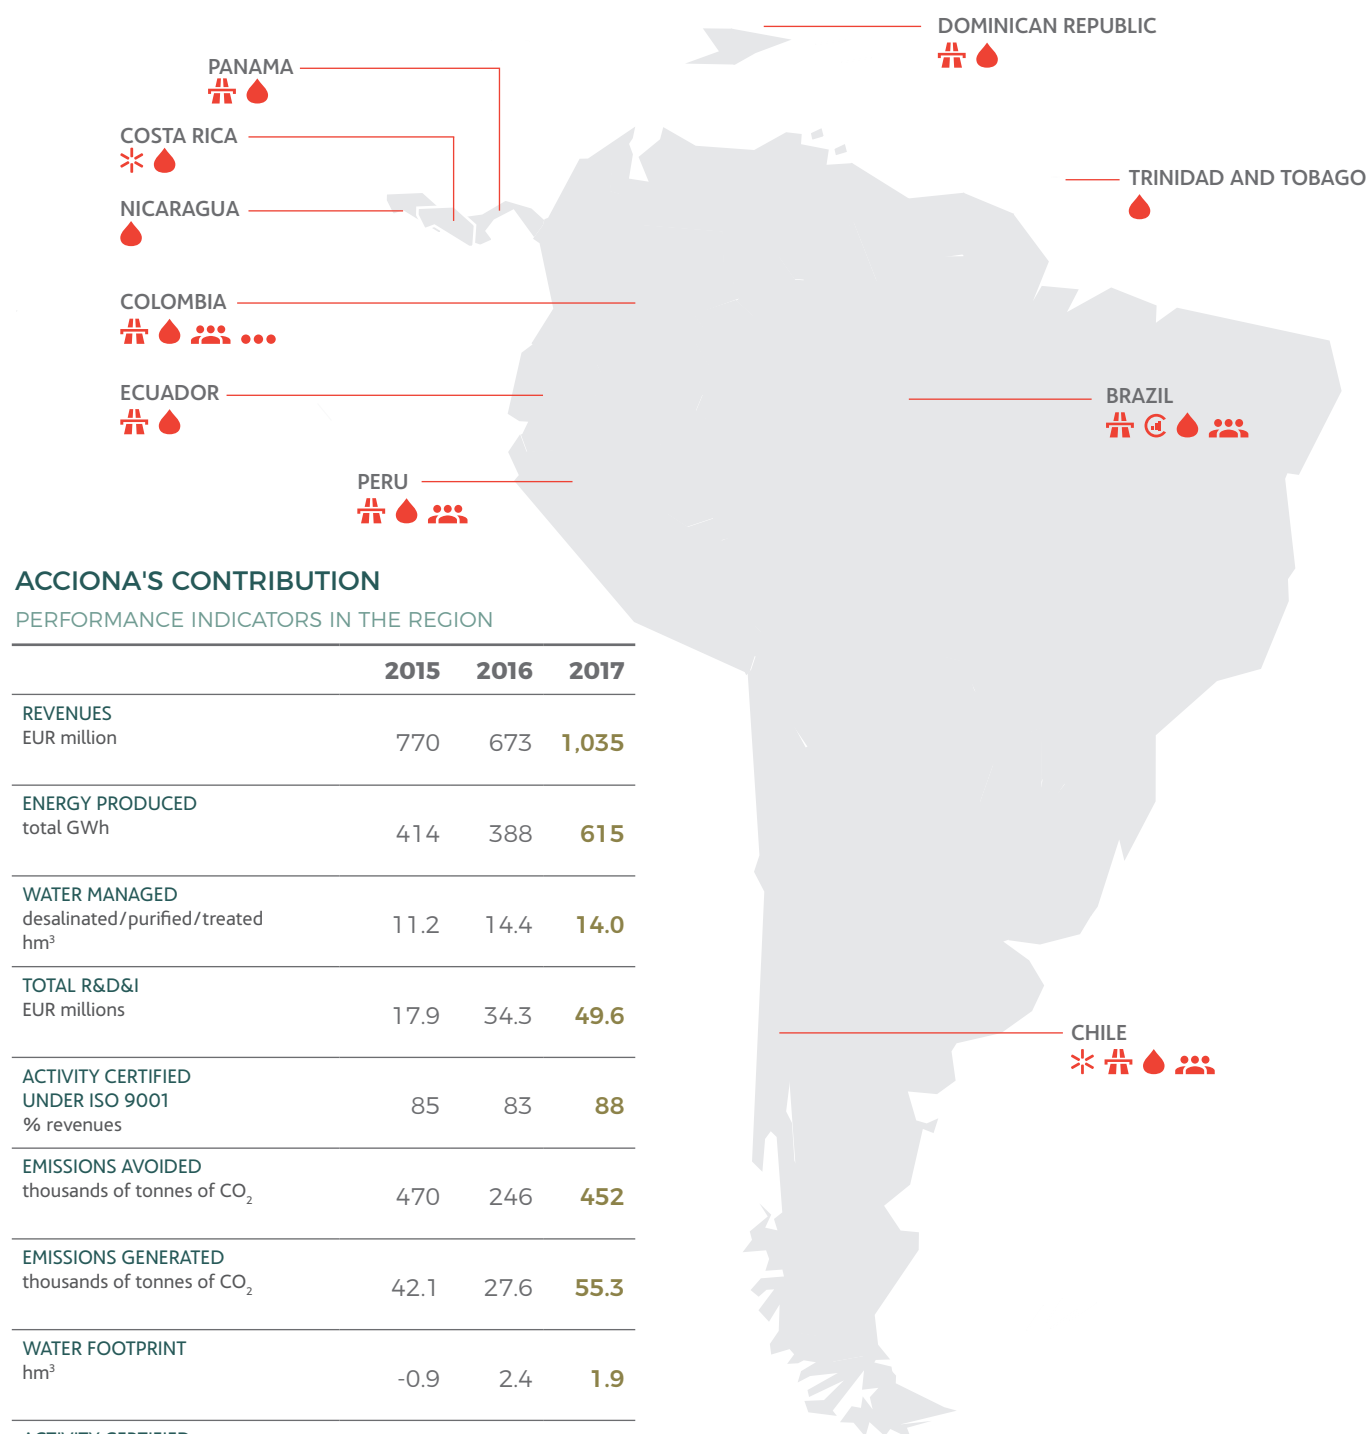 DOMINICAN REPUBLIC
PANAMA
COSTA RICA
TRINIDAD AND TOBAGO
NICARAGUA
COLOMBIA
ECUADOR
BRAZIL
PERU
ACCIONA'S CONTRIBUTION
PERFORMANCE INDICATORS IN THE REGION
2015 2016 2017
REVENUES
EUR million
770 673 1,035
ENERGY PRODUCED
total GWh
414 388 615
WATER MANAGED
desalinated/purified/treated
hm³
11.2 14.4 14.0
TOTAL R&D&I
EUR millions
17.9 34.3 49.6
CHILE
ACTIVITY CERTIFIED
UNDER ISO 9001
% revenues
85 83 88
EMISSIONS AVOIDED
thousands of tonnes of CO₂
470 246 452
EMISSIONS GENERATED
thousands of tonnes of CO₂
42.1 27.6 55.3
WATER FOOTPRINT
hm³
-0.9 2.4 1.9
ACTIVITY CERTIFIED